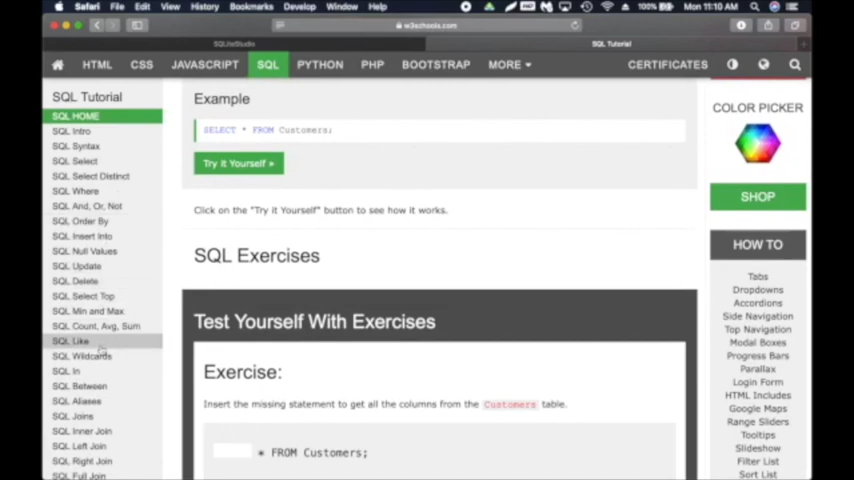 Safari File Edit View History Bookmarks Develop Window Help
100% Mon 11:10 AM
w3schools.com
SQLiteStudio
SQL Tutorial
HTML CSS JAVASCRIPT SQL PYTHON PHP BOOTSTRAP MORE CERTIFICATES
SQL Tutorial
SQL HOME
SQL Intro
SQL Syntax
SQL Select
SQL Select Distinct
SQL Where
SQL And, Or, Not
SQL Order By
SQL Insert Into
SQL Null Values
SQL Update
SQL Delete
SQL Select Top
SQL Min and Max
SQL Count, Avg, Sum
SQL Like
SQL Wildcards
SQL In
SQL Between
SQL Aliases
SQL Joins
SQL Inner Join
SQL Left Join
SQL Right Join
SQL Full Join
Example
SELECT * FROM Customers;
Try it Yourself »
Click on the "Try it Yourself" button to see how it works.
SQL Exercises
Test Yourself With Exercises
Exercise:
Insert the missing statement to get all the columns from the Customers table.
* FROM Customers;
COLOR PICKER
SHOP
HOW TO
Tabs
Dropdowns
Accordions
Side Navigation
Top Navigation
Modal Boxes
Progress Bars
Parallax
Login Form
HTML Includes
Google Maps
Range Sliders
Tooltips
Slideshow
Filter List
Sort List